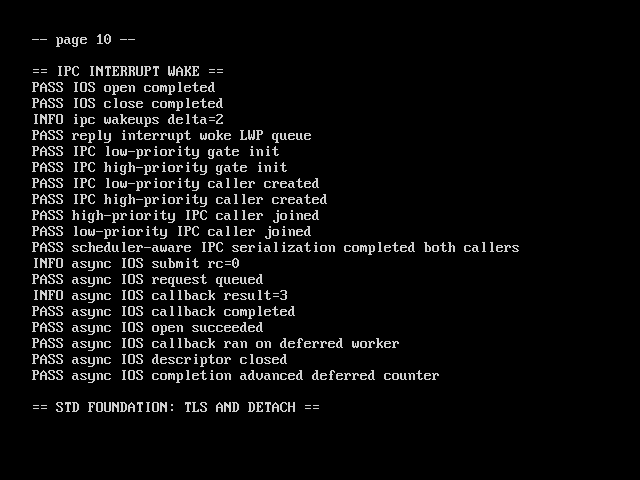 -- page 10 --
== IPC INTERRUPT WAKE ==
PASS IOS open completed
PASS IOS close completed
INFO ipc wakeups delta=2
PASS reply interrupt woke LWP queue
PASS IPC low-priority gate init
PASS IPC high-priority gate init
PASS IPC low-priority caller created
PASS IPC high-priority caller created
PASS high-priority IPC caller joined
PASS low-priority IPC caller joined
PASS scheduler-aware IPC serialization completed both callers
INFO async IOS submit rc=0
PASS async IOS request queued
INFO async IOS callback result=3
PASS async IOS callback completed
PASS async IOS open succeeded
PASS async IOS callback ran on deferred worker
PASS async IOS descriptor closed
PASS async IOS completion advanced deferred counter
== STD FOUNDATION: TLS AND DETACH ==